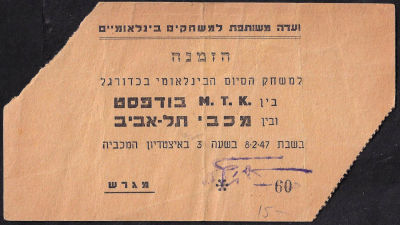 ועדה משותפת למשחקים בינלאומיים
הזמנה
למשחק הסיום הבינלאומי בכדורגל
בין M.T.K. בודפסט
ובין מכבי תל-אביב
בשבת 8-2-47 בשעה 3 באיצטדיון המכביה
* 60
מגרש
15-